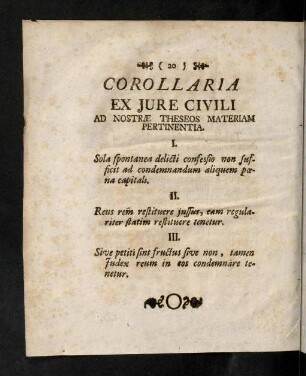 ( 20 )
COROLLARIA
EX JURE CIVILI
AD NOSTRÆ THESEOS MATERIAM
PERTINENTIA.
I.
Sola spontanea delicti confessio non suf-
ficit ad condemnandum aliquem pœ-
na capitali.
II.
Reus rem restituere jussus, eam regula-
riter statim restituere tenetur.
III.
Sive petiti sint fructus sive non, tamen
Judex reum in eos condemnare te-
netur.